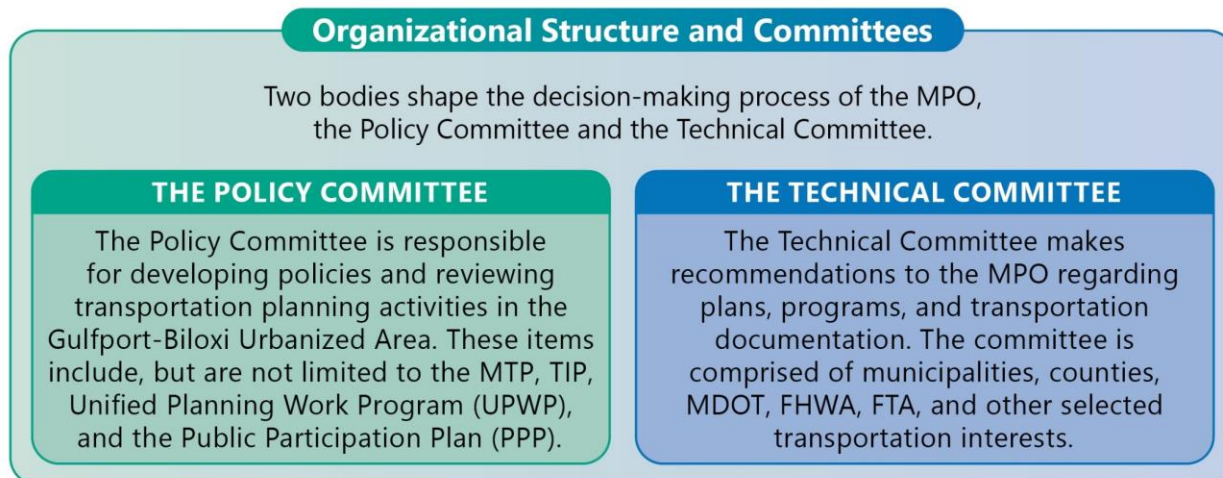 Organizational Structure and Committees
Two bodies shape the decision-making process of the MPO,
the Policy Committee and the Technical Committee.
THE POLICY COMMITTEE
The Policy Committee is responsible
for developing policies and reviewing
transportation planning activities in the
Gulfport-Biloxi Urbanized Area. These items
include, but are not limited to the MTP, TIP,
Unified Planning Work Program (UPWP),
and the Public Participation Plan (PPP).
THE TECHNICAL COMMITTEE
The Technical Committee makes
recommendations to the MPO regarding
plans, programs, and transportation
documentation. The committee is
comprised of municipalities, counties,
MDOT, FHWA, FTA, and other selected
transportation interests.